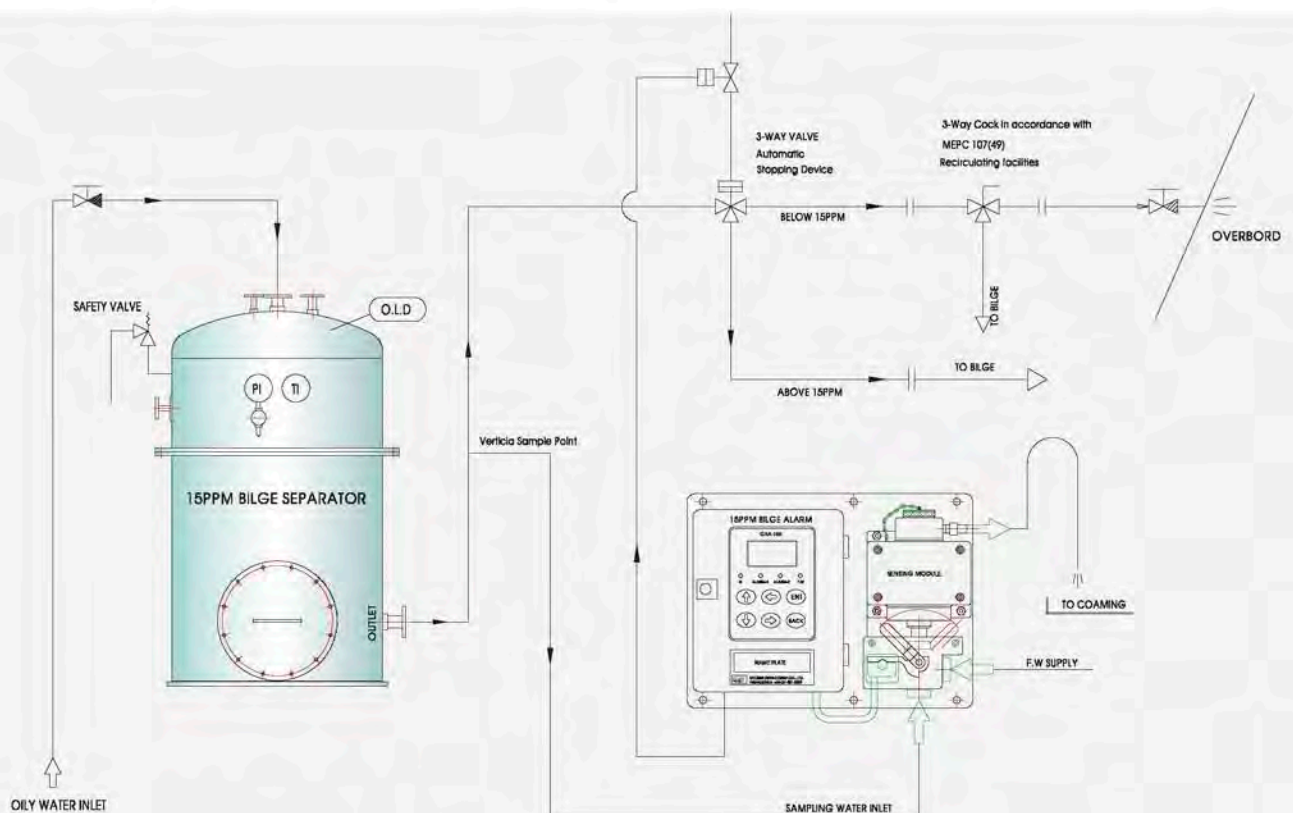 3-WAY VALVE
Automatic
Stopping Device
3-Way Cock in accordance with
MEPC 107(49)
Recirculating facilities
BELOW 15PPM
OVERBORD
TO BILGE
SAFETY VALVE
O.L.D
PI
TI
TO BILGE
ABOVE 15PPM
Verticla Sample Point
15PPM BILGE SEPARATOR
OUTLET
15PPM BILGE ALARM
SENSING MODULE
ENT
BACK
NAME PLATE
TO COAMING
F.W SUPPLY
OILY WATER INLET
SAMPLING WATER INLET